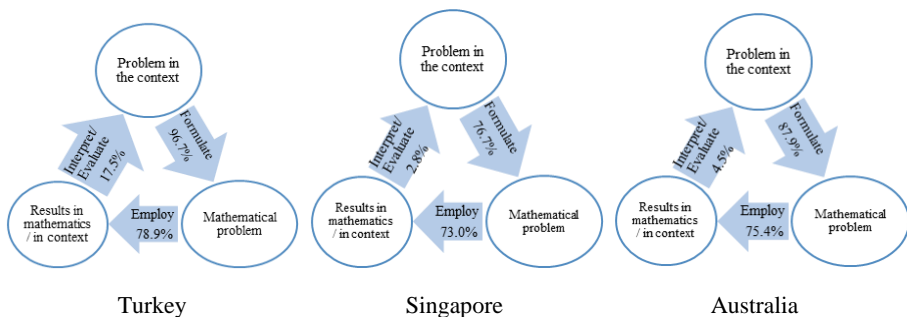 Problem in
the context
Interpret/
Evaluate
17.5%
Formulate
96.7%
Results in
mathematics
/ in context
Employ
78.9%
Mathematical
problem
Turkey
Problem in
the context
Interpret/
Evaluate
2.8%
Formulate
76.7%
Results in
mathematics
/ in context
Employ
73.0%
Mathematical
problem
Singapore
Problem in
the context
Interpret/
Evaluate
4.5%
Formulate
87.9%
Results in
mathematics
/ in context
Employ
75.4%
Mathematical
problem
Australia